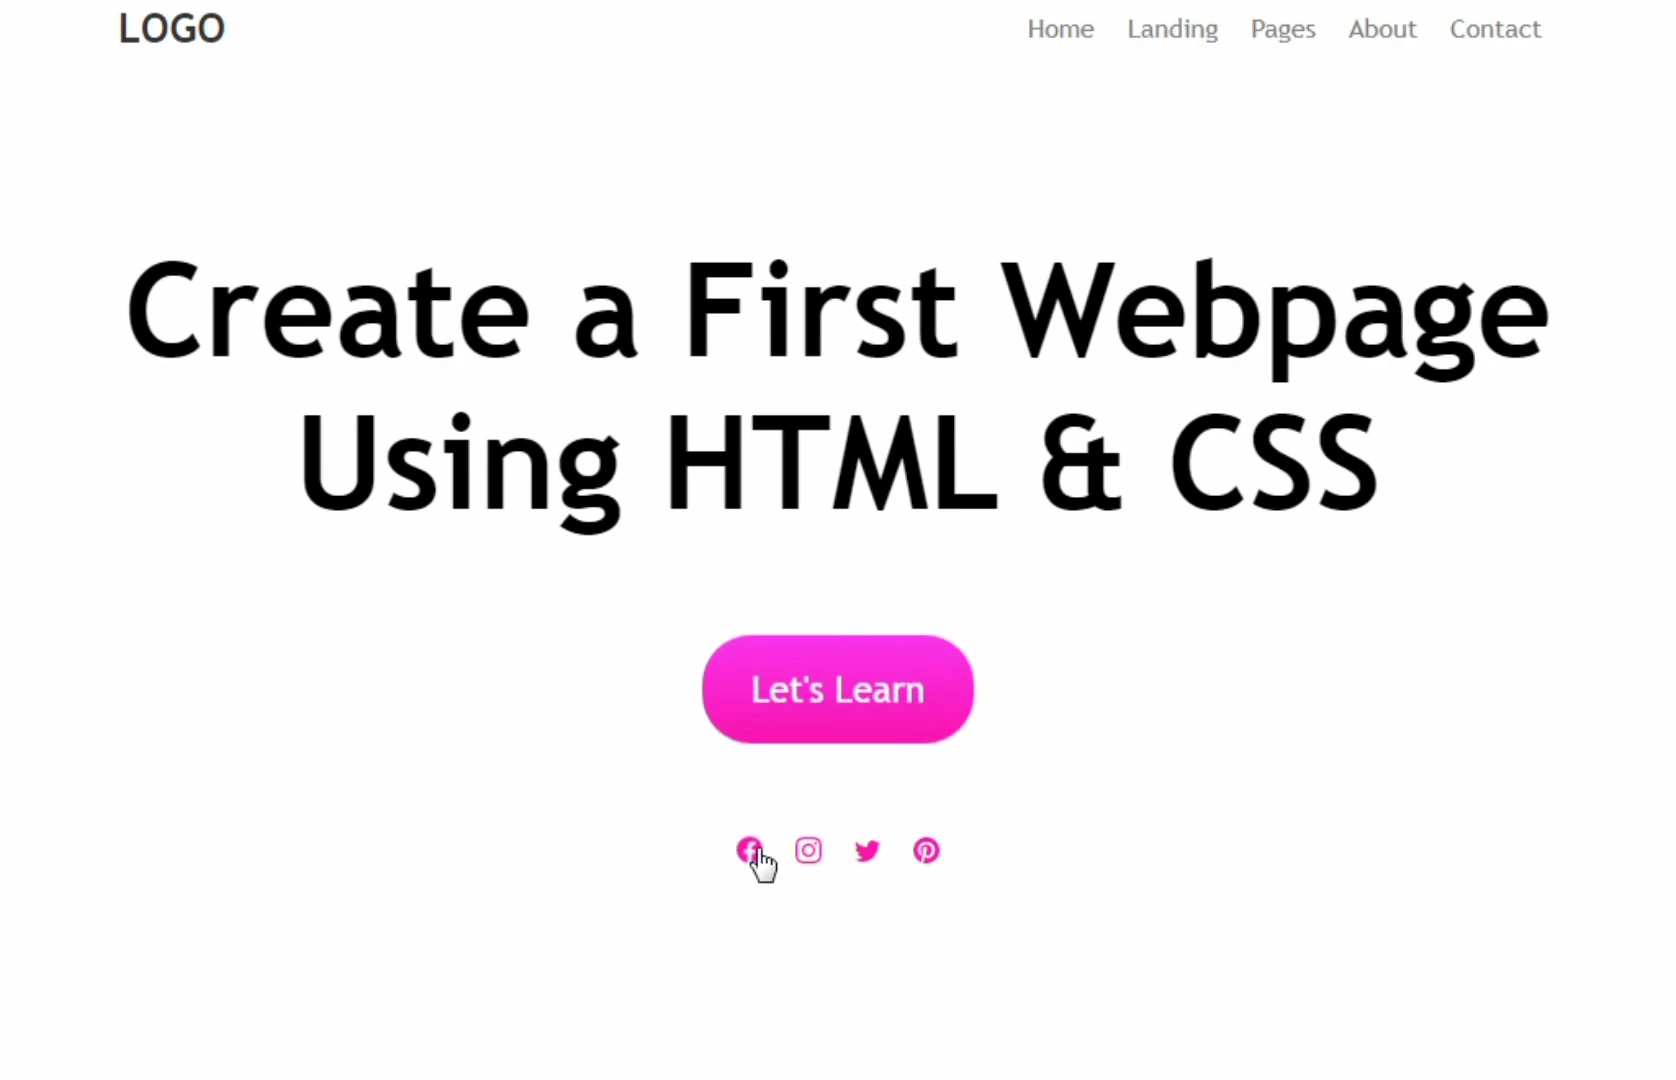 LOGO
Home Landing Pages About Contact
Create a First Webpage
Using HTML & CSS
Let's Learn